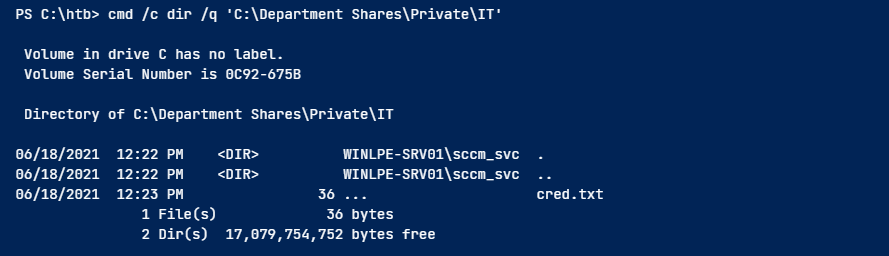 PS C:\htb> cmd /c dir /q 'C:\Department Shares\Private\IT'
Volume in drive C has no label.
Volume Serial Number is 0C92-675B
Directory of C:\Department Shares\Private\IT
06/18/2021  12:22 PM    <DIR>          WINLPE-SRV01\sccm_svc  .
06/18/2021  12:22 PM    <DIR>          WINLPE-SRV01\sccm_svc  ..
06/18/2021  12:23 PM                36 ...                    cred.txt
1 File(s)             36 bytes
2 Dir(s)  17,079,754,752 bytes free